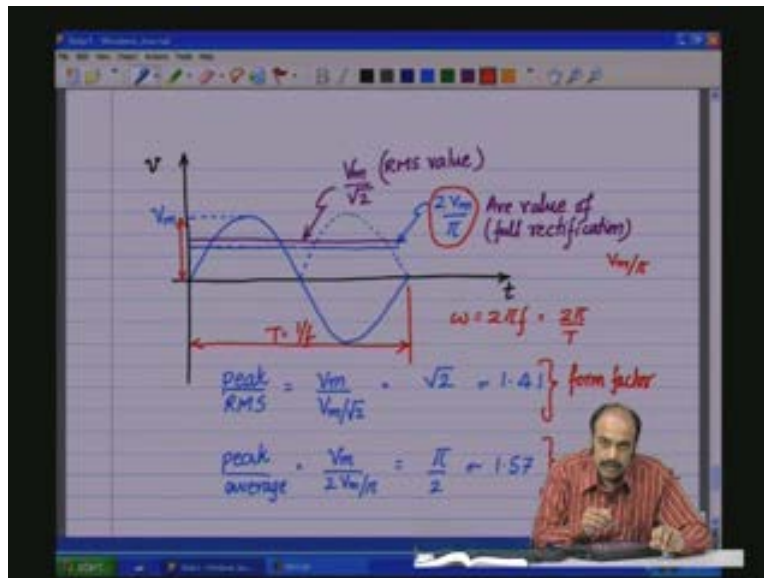 v
Vm/√2 (RMS value)
Vm
2Vm/π Ave value of
(full rectification)
Vm/π
t
T = 1/f
ω = 2πf = 2π/T
peak/RMS = Vm/(Vm/√2) = √2 = 1.41 } form factor
peak/average = Vm/(2Vm/π) = π/2 = 1.57 }
start